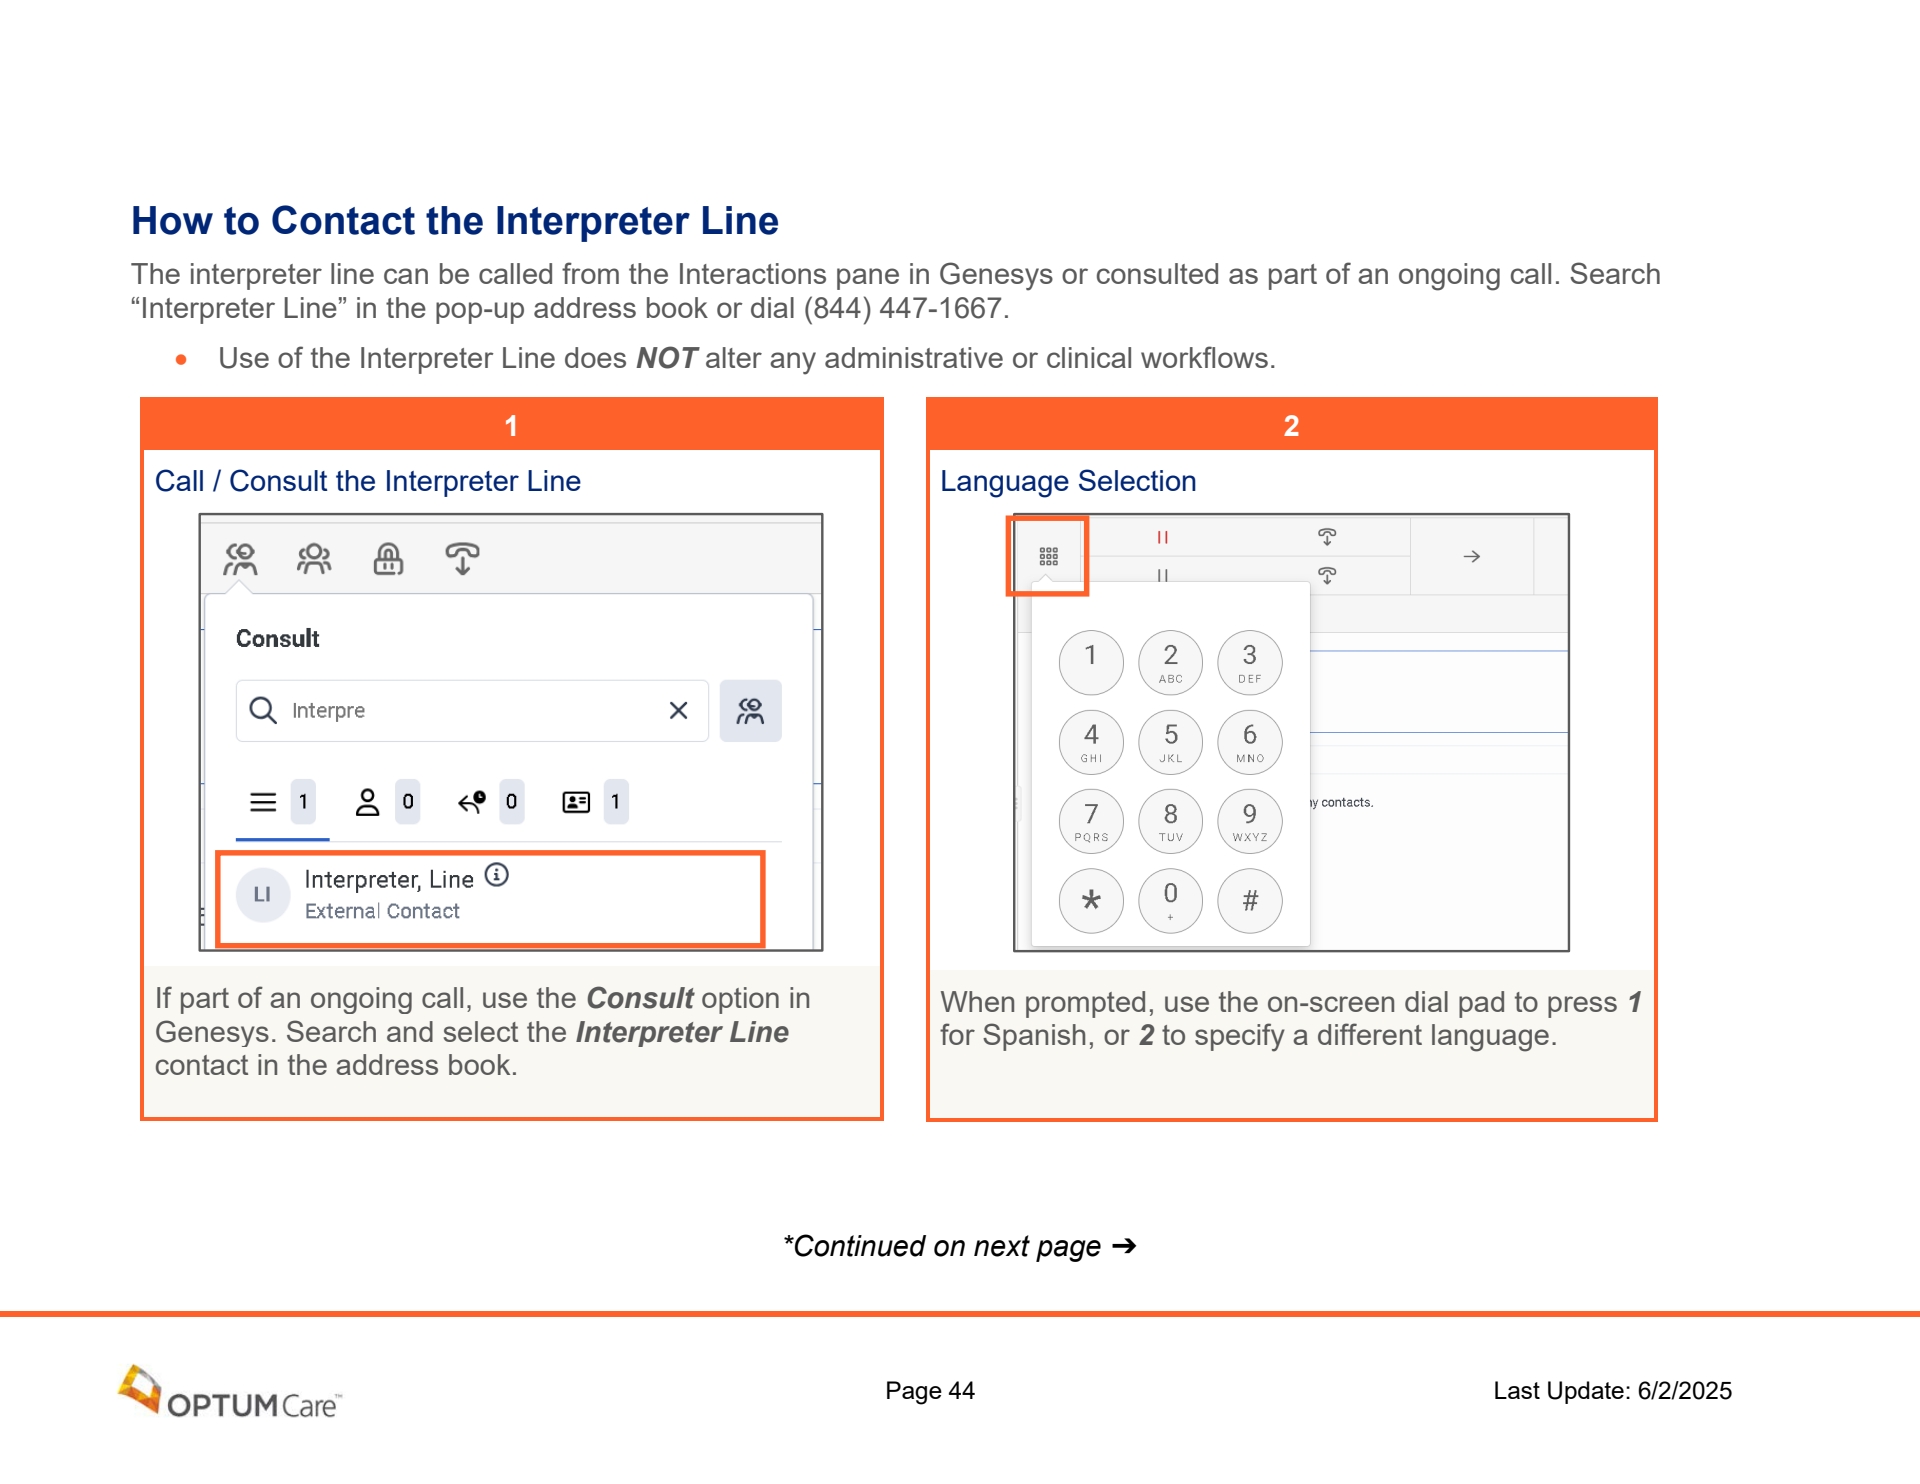 How to Contact the Interpreter Line
The interpreter line can be called from the Interactions pane in Genesys or consulted as part of an ongoing call. Search
“Interpreter Line” in the pop-up address book or dial (844) 447-1667.
• Use of the Interpreter Line does NOT alter any administrative or clinical workflows.
1
Call / Consult the Interpreter Line
Consult
Interpre
1 0 0 1
LI
Interpreter, Line
External Contact
If part of an ongoing call, use the Consult option in
Genesys. Search and select the Interpreter Line
contact in the address book.
2
Language Selection
1 2 3
ABC DEF
4 5 6
GHI JKL MNO
7 8 9
PQRS TUV WXYZ
* 0 #
+
contacts.
When prompted, use the on-screen dial pad to press 1
for Spanish, or 2 to specify a different language.
*Continued on next page ➔
OPTUM Care™
Page 44
Last Update: 6/2/2025